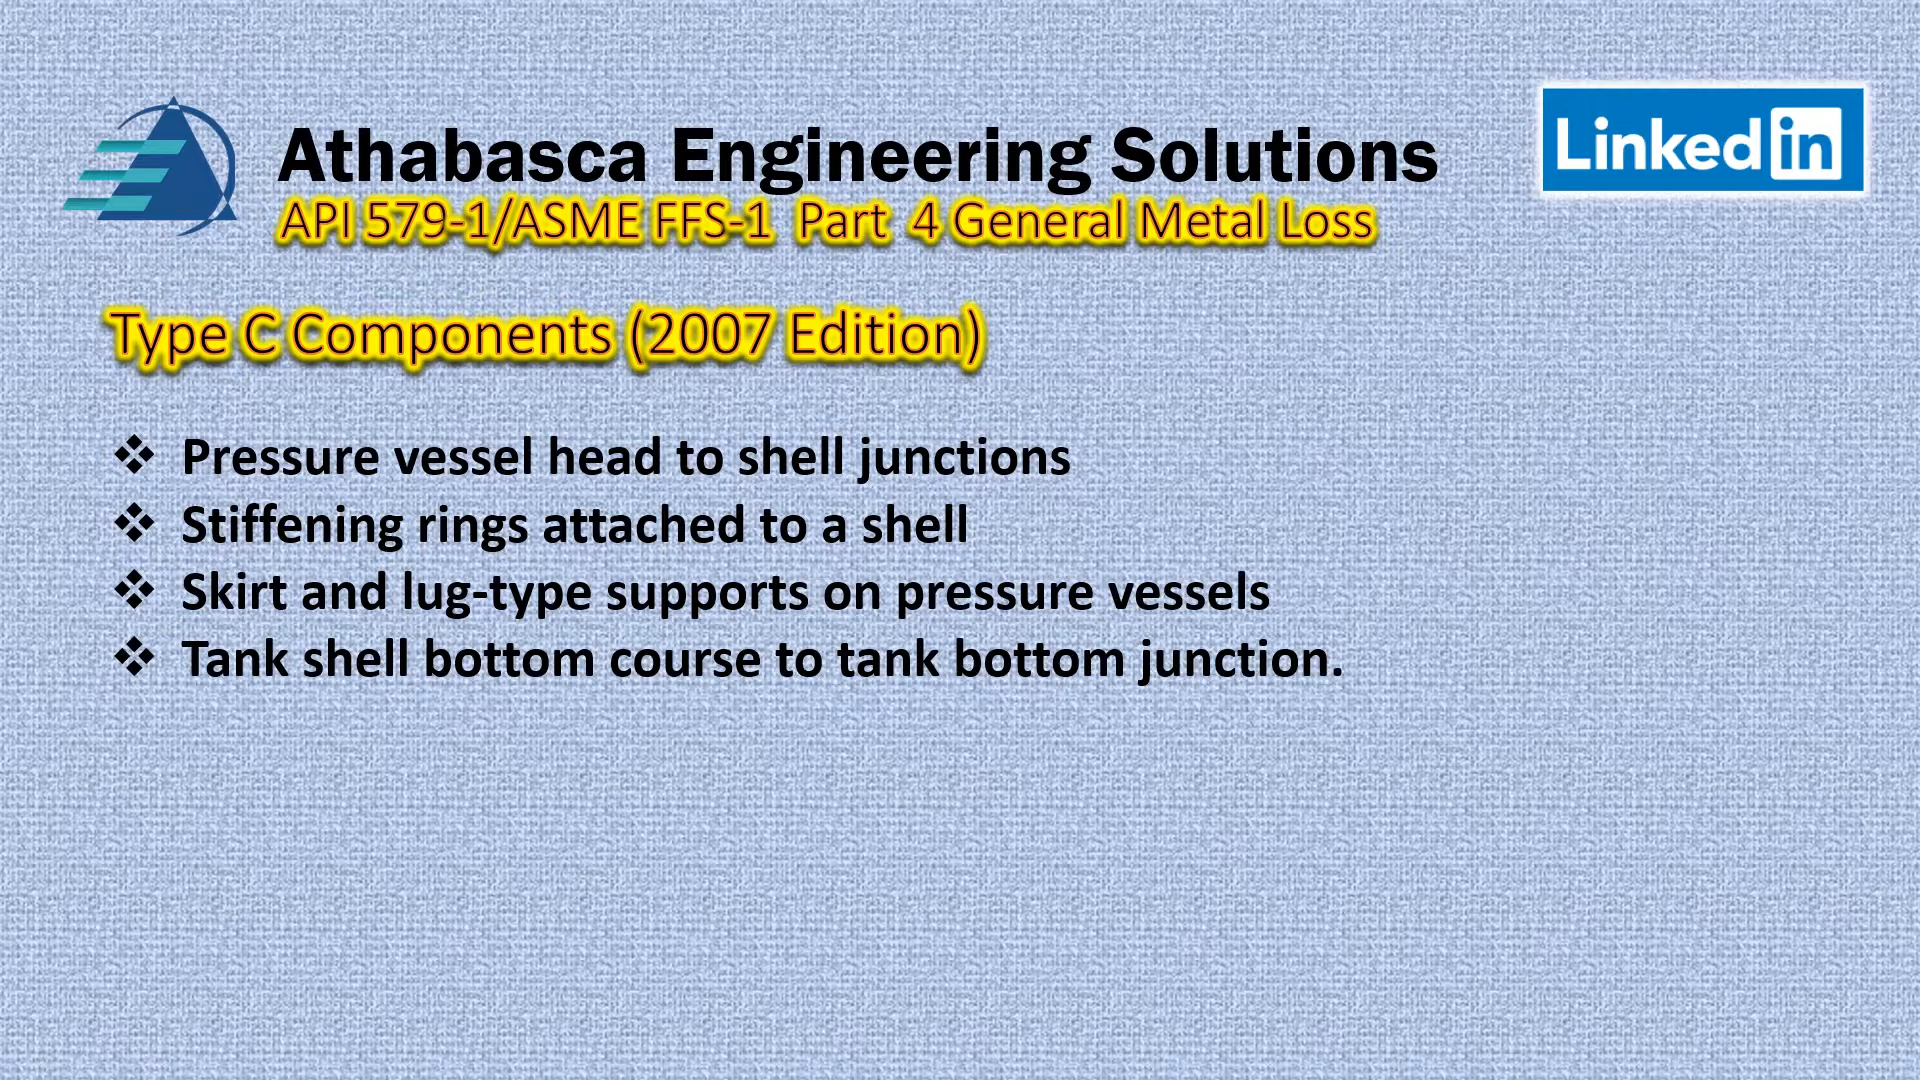 Athabasca Engineering Solutions
Linked in
API 579-1/ASME FFS-1 Part 4 General Metal Loss
Type C Components (2007 Edition)
❖ Pressure vessel head to shell junctions
❖ Stiffening rings attached to a shell
❖ Skirt and lug-type supports on pressure vessels
❖ Tank shell bottom course to tank bottom junction.